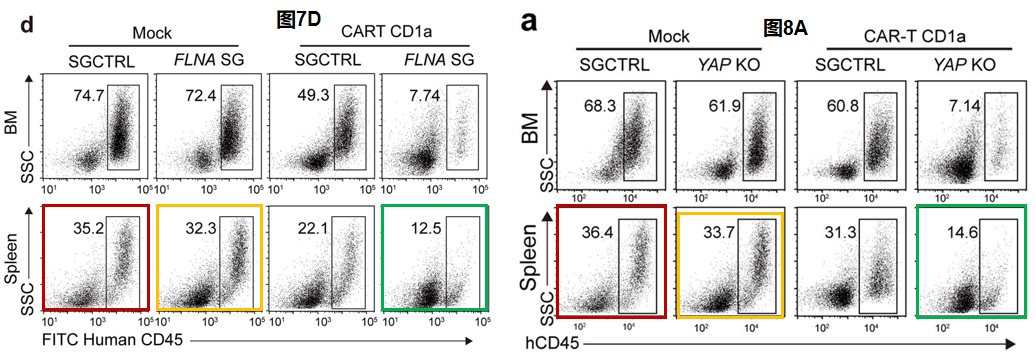 d 图7D
Mock CART CD1a
SGCTRL FLNA SG SGCTRL FLNA SG
BM
SSC
74.7 72.4 49.3 7.74
10¹ 10³ 10⁵ 10¹ 10³ 10⁵ 10¹ 10³ 10⁵ 10¹ 10³ 10⁵
Spleen
SSC
35.2 32.3 22.1 12.5
10¹ 10³ 10⁵ 10¹ 10³ 10⁵ 10¹ 10³ 10⁵ 10¹ 10³ 10⁵
FITC Human CD45
a 图8A
Mock CAR-T CD1a
SGCTRL YAP KO SGCTRL YAP KO
BM
SSC
68.3 61.9 60.8 7.14
10² 10⁴ 10² 10⁴ 10² 10⁴ 10² 10⁴
Spleen
SSC
36.4 33.7 31.3 14.6
10² 10⁴ 10² 10⁴ 10² 10⁴ 10² 10⁴
hCD45